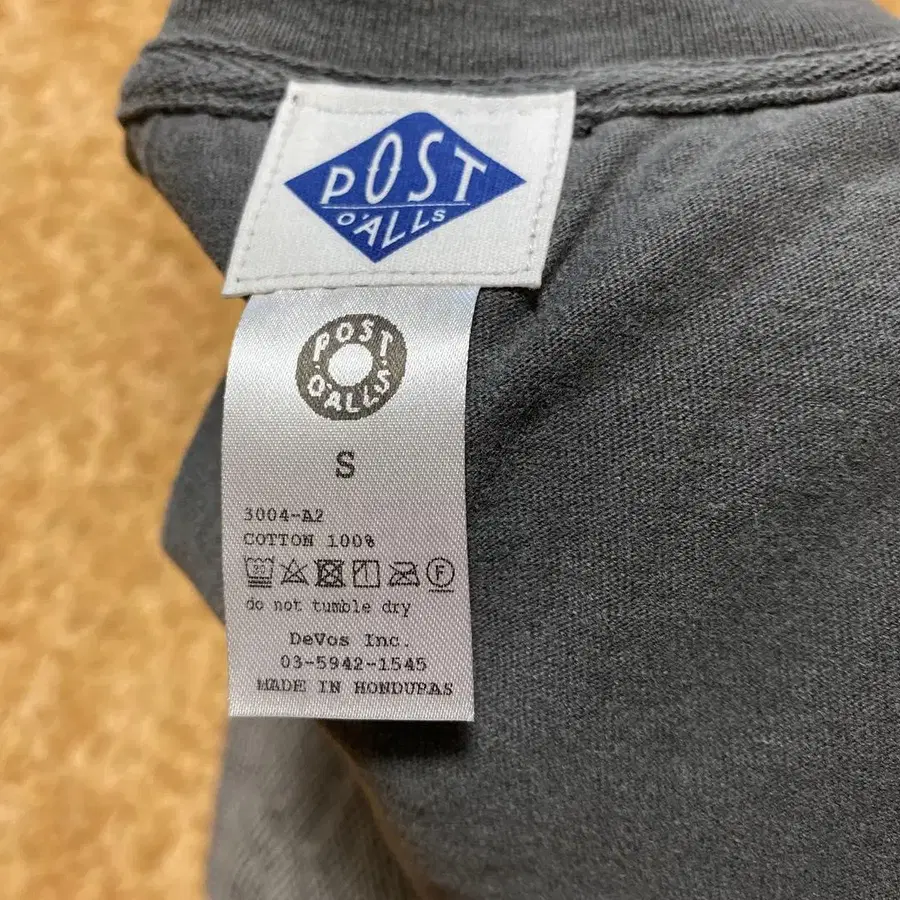 POST
O'ALLS
POST
O'ALLS
S
3004-A2
COTTON 100%
30
F
do not tumble dry
DeVos Inc.
03-5942-1545
MADE IN HONDURAS